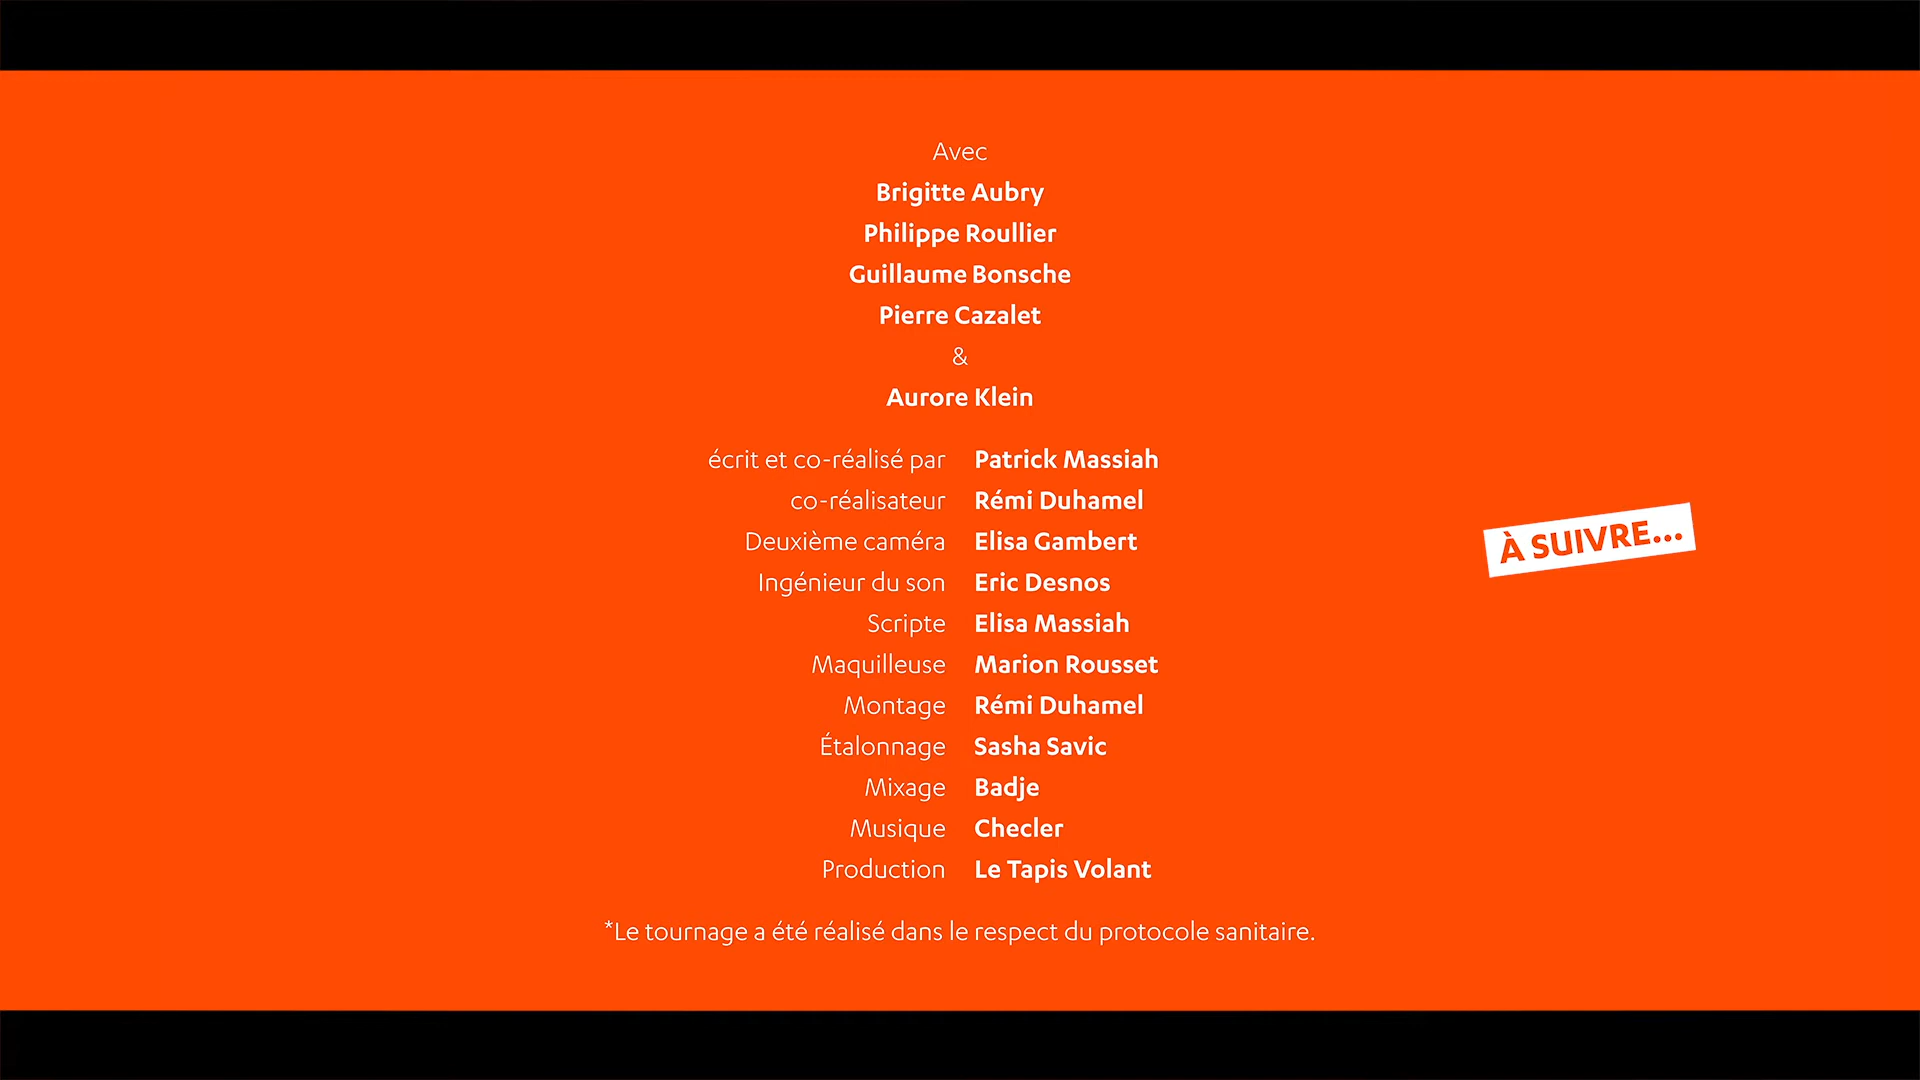 Avec
Brigitte Aubry
Philippe Roullier
Guillaume Bonsche
Pierre Cazalet
&
Aurore Klein
écrit et co-réalisé par Patrick Massiah
co-réalisateur Rémi Duhamel
Deuxième caméra Elisa Gambert
Ingénieur du son Eric Desnos
Scripte Elisa Massiah
Maquilleuse Marion Rousset
Montage Rémi Duhamel
Étalonnage Sasha Savic
Mixage Badje
Musique Checler
Production Le Tapis Volant
*Le tournage a été réalisé dans le respect du protocole sanitaire.
À SUIVRE...